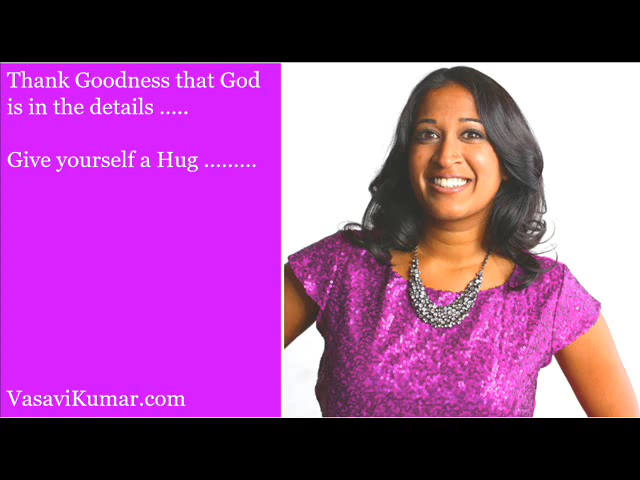 Thank Goodness that God
is in the details .....
Give yourself a Hug .........
VasaviKumar.com